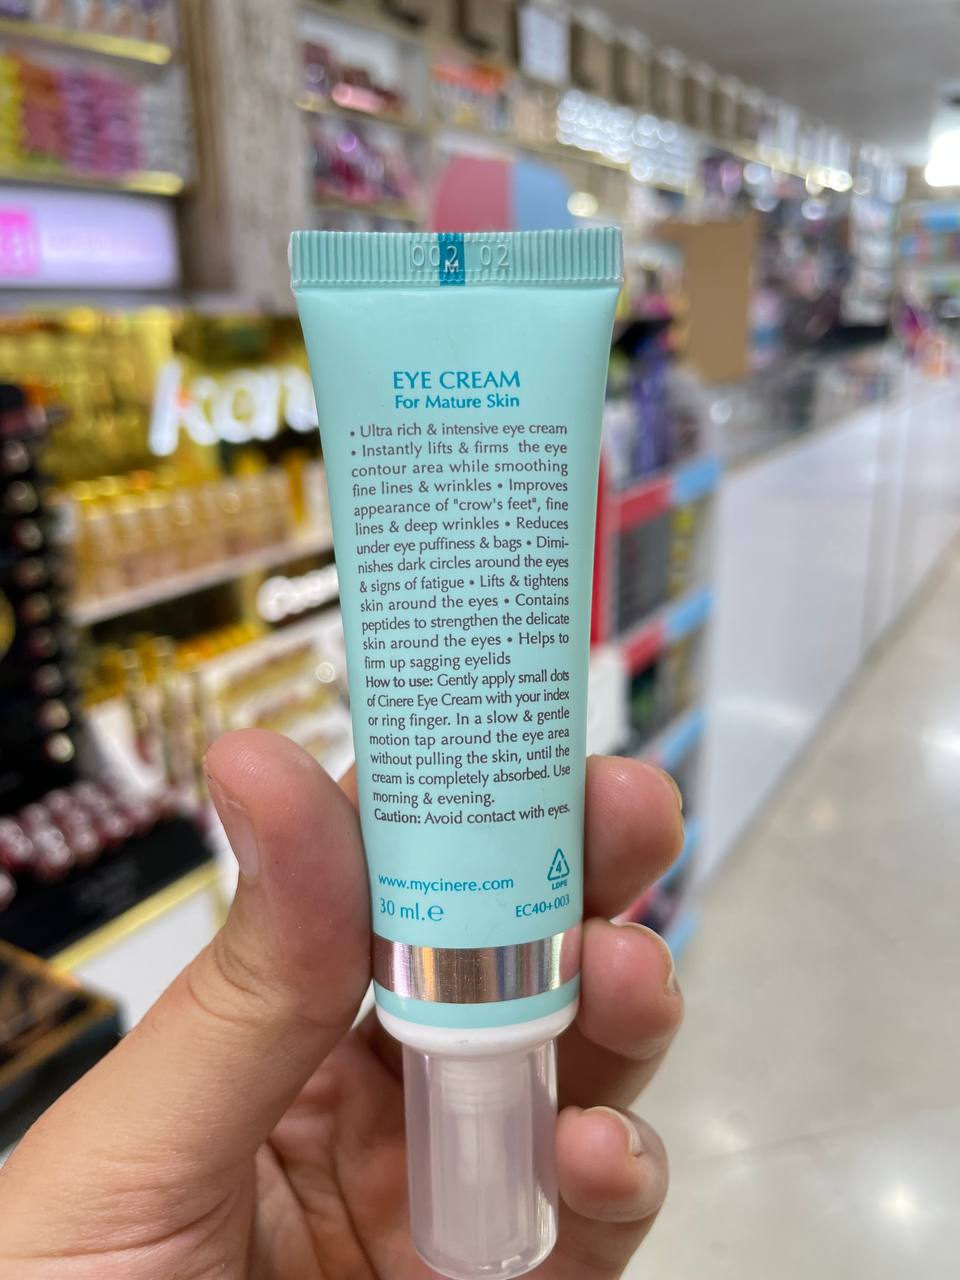 002 02
M
EYE CREAM
For Mature Skin
• Ultra rich & intensive eye cream
• Instantly lifts & firms the eye
contour area while smoothing
fine lines & wrinkles • Improves
appearance of "crow's feet", fine
lines & deep wrinkles • Reduces
under eye puffiness & bags • Dimi-
nishes dark circles around the eyes
& signs of fatigue • Lifts & tightens
skin around the eyes • Contains
peptides to strengthen the delicate
skin around the eyes • Helps to
firm up sagging eyelids
How to use: Gently apply small dots
of Cinere Eye Cream with your index
or ring finger. In a slow & gentle
motion tap around the eye area
without pulling the skin, until the
cream is completely absorbed. Use
morning & evening.
Caution: Avoid contact with eyes.
4
LDPE
www.mycinere.com
30 ml.e
EC40+003